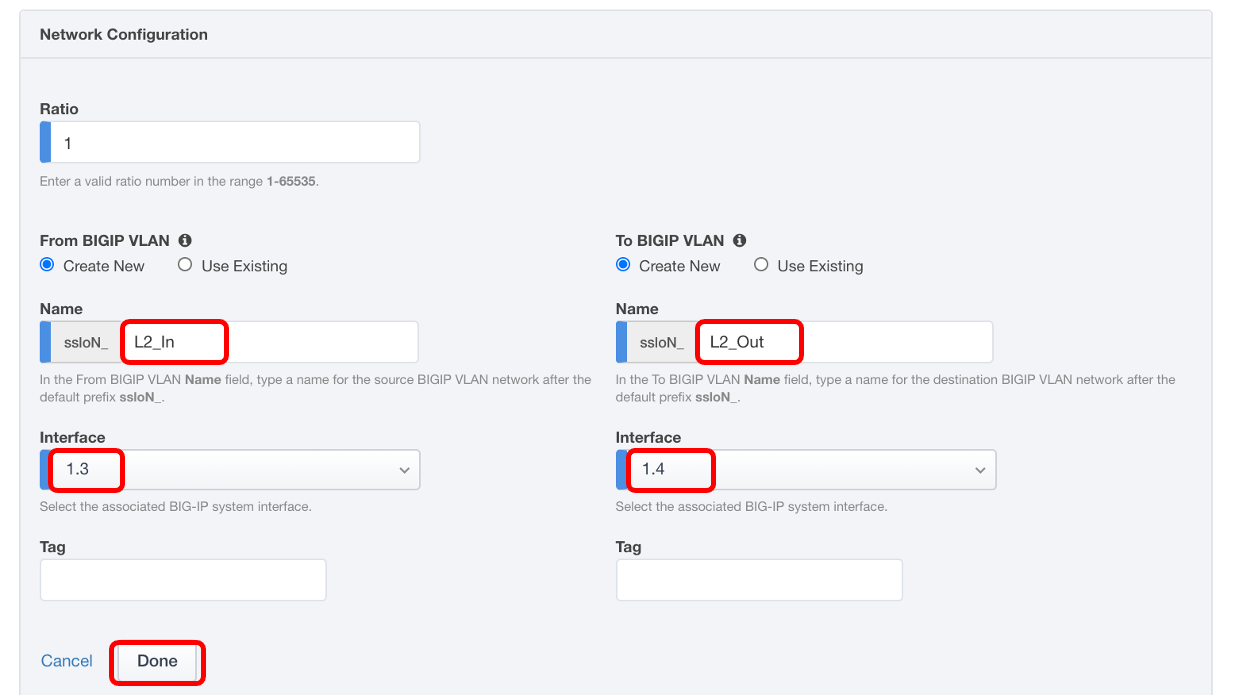 Network Configuration
Ratio
1
Enter a valid ratio number in the range 1-65535.
From BIGIP VLAN
Create New Use Existing
Name
ssloN_ L2_In
In the From BIGIP VLAN Name field, type a name for the source BIGIP VLAN network after the
default prefix ssloN_.
Interface
1.3
Select the associated BIG-IP system interface.
Tag
To BIGIP VLAN
Create New Use Existing
Name
ssloN_ L2_Out
In the To BIGIP VLAN Name field, type a name for the destination BIGIP VLAN network after the
default prefix ssloN_.
Interface
1.4
Select the associated BIG-IP system interface.
Tag
Cancel Done